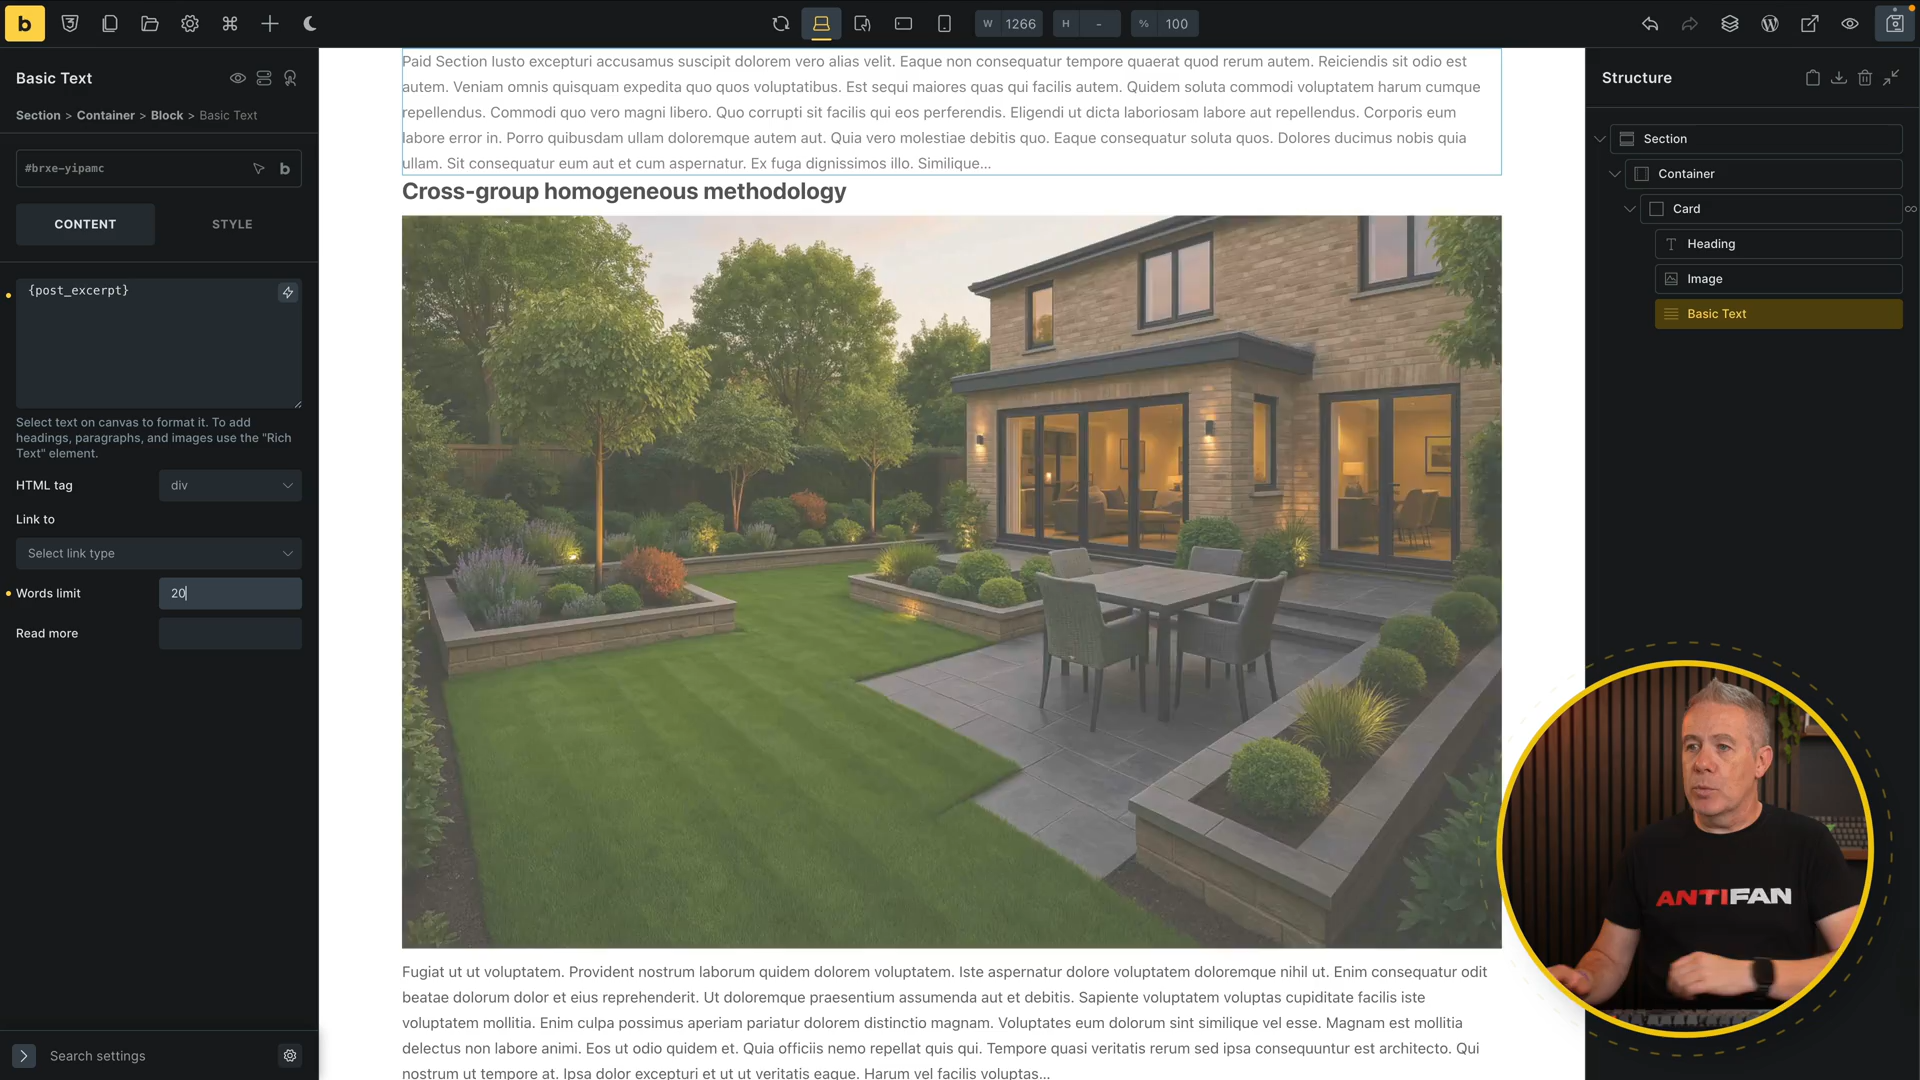 b
W 1266
H -
% 100
Basic Text
Section > Container > Block > Basic Text
#brxe-yipamc
b
CONTENT
STYLE
{post_excerpt}
Select text on canvas to format it. To add
headings, paragraphs, and images use the "Rich
Text" element.
HTML tag
div
Link to
Select link type
Words limit
20
Read more
Search settings
Paid Section Iusto excepturi accusamus suscipit dolorem vero alias velit. Eaque non consequatur tempore quaerat quod rerum autem. Reiciendis sit odio est
autem. Veniam omnis quisquam expedita quo quos voluptatibus. Est sequi maiores quas qui facilis autem. Quidem soluta commodi voluptatem harum cumque
repellendus. Commodi quo vero magni libero. Quo corrupti sit facilis qui eos perferendis. Eligendi ut dicta laboriosam labore aut repellendus. Corporis eum
labore error in. Porro quibusdam ullam doloremque autem aut. Quia vero molestiae debitis quo. Eaque consequatur soluta quos. Dolores ducimus nobis quia
ullam. Sit consequatur eum aut et cum aspernatur. Ex fuga dignissimos illo. Similique...
Cross-group homogeneous methodology
Fugiat ut ut voluptatem. Provident nostrum laborum quidem dolorem voluptatem. Iste aspernatur dolore voluptatem doloremque nihil ut. Enim consequatur odit
beatae dolorum dolor et eius reprehenderit. Ut doloremque praesentium assumenda aut et debitis. Sapiente voluptatem voluptas cupiditate facilis iste
voluptatem mollitia. Enim culpa possimus aperiam pariatur dolorem distinctio magnam. Voluptates eum dolorum sint similique vel esse. Magnam est mollitia
delectus non labore animi. Eos ut odio quidem et. Quia officiis nemo repellat quis qui. Tempore quasi veritatis rerum sed ipsa consequuntur est architecto. Qui
nostrum ut tempore at. Ipsa dolor excepturi et ut ut veritatis eaque. Harum vel facilis voluptas...
Structure
Section
Container
Card
Heading
Image
Basic Text
ANTIFAN